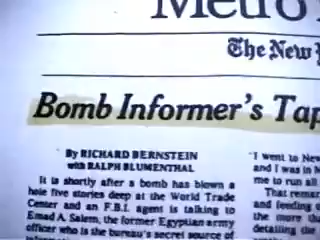 Metro
The New
Bomb Informer's Tap
By RICHARD BERNSTEIN
with RALPH BLUMENTHAL
It is shortly after a bomb has blown a
hole five stories deep at the World Trade
Center and an F.B.I. agent is talking to
Emad A. Salem, the former Egyptian army
officer who is the bureau's secret source of
"I went to New
and I was in N
me to run all
That remar
and fending o
the more tha
detailing the